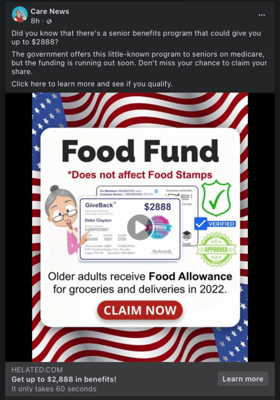 Care News
8h ·
Did you know that there's a senior benefits program that could give you
up to $2888?
The government offers this little-known program to seniors on medicare,
but the funding is running out soon. Don't miss your chance to claim your
share.
Click here to learn more and see if you qualify.
Food Fund
*Does not affect Food Stamps
GiveBack™
$2888
Della Clayton
VERIFIED
APPROVED
Older adults receive Food Allowance
for groceries and deliveries in 2022.
CLAIM NOW
HELATED.COM
Get up to $2,888 in benefits!
It only takes 60 seconds
Learn more